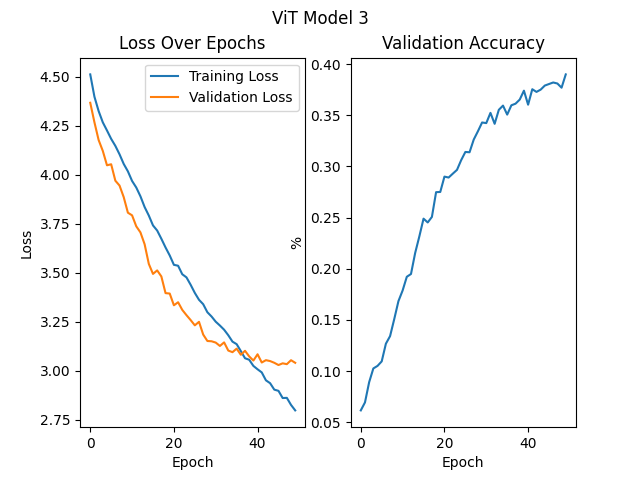 ViT Model 3
Loss Over Epochs
Training Loss
Validation Loss
4.50
4.25
4.00
3.75
3.50
3.25
3.00
2.75
Loss
0
20
40
Epoch
Validation Accuracy
0.40
0.35
0.30
0.25
0.20
0.15
0.10
0.05
%
0
20
40
Epoch